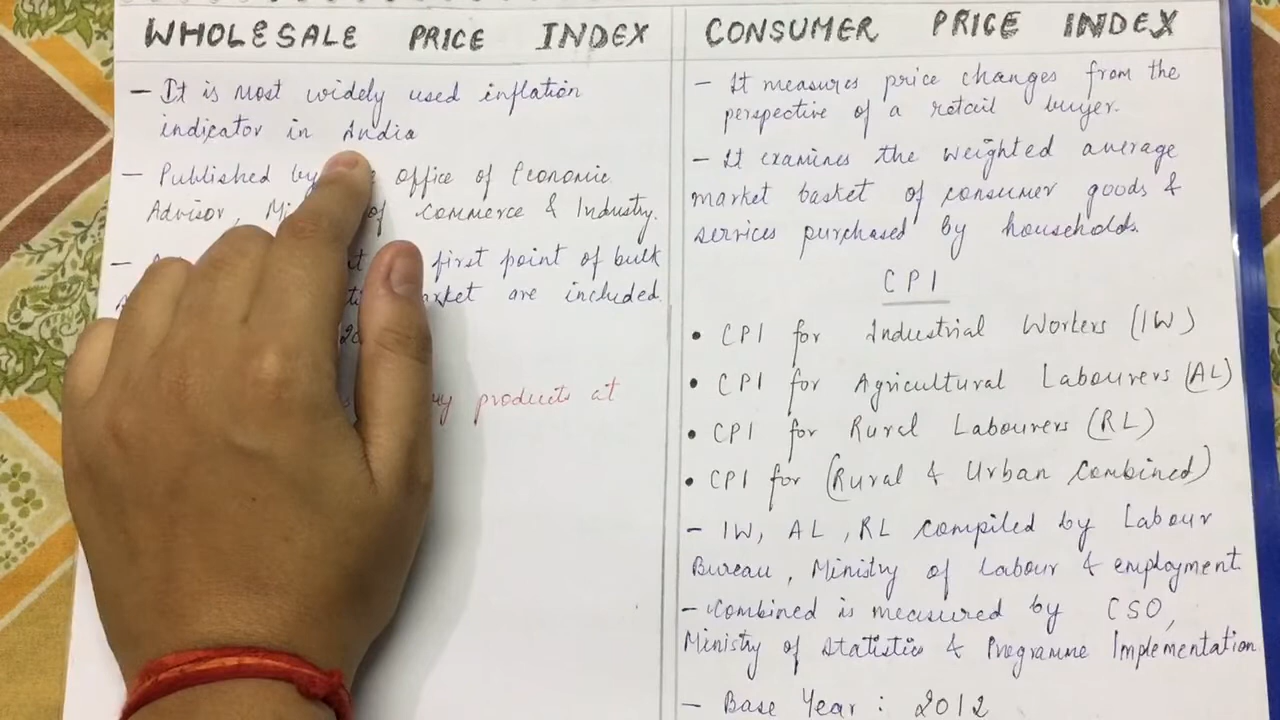 WHOLESALE PRICE INDEX
- It is most widely used inflation
indicator in India
- Published by office of Economic
Advisor, of Commerce & Industry.
- first point of bulk
are included.
products at
CONSUMER PRICE INDEX
- It measures price changes from the
perspective of a retail buyer.
- It examines the weighted average
market basket of consumer goods &
services purchased by households.
CPI
• CPI for Industrial Workers (IW)
• CPI for Agricultural Labourers (AL)
• CPI for Rural Labourers (RL)
• CPI for (Rural & Urban Combined)
- IW, AL, RL compiled by Labour
Bureau, Ministry of Labour & employment.
- Combined is measured by CSO,
Ministry of Statistics & Programme Implementation
- Base Year : 2012